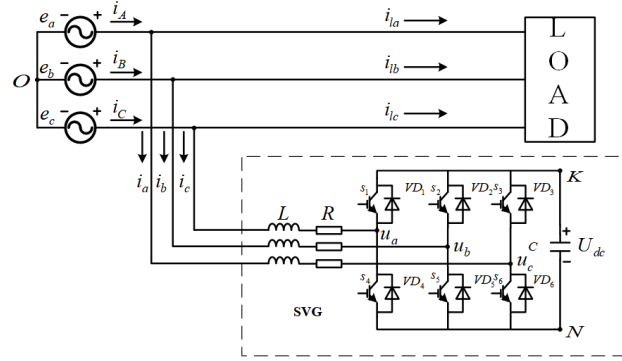 e_a − + i_A i_la L
e_b − + i_B i_lb O
O
e_c − + i_C i_lc A
D
i_a i_b i_c
K
s_1 VD_1 s_2 VD_2 s_3 VD_3
L R
u_a u_b u_c C + − U_dc
s_4 VD_4 s_5 VD_5 s_6 VD_6
SVG
N